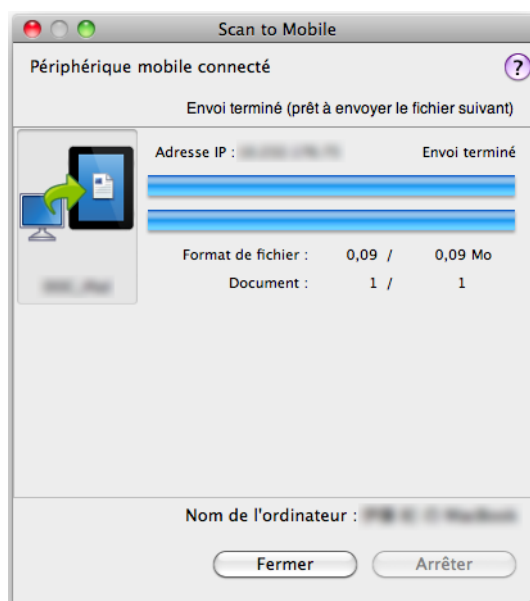 Scan to Mobile
Périphérique mobile connecté
?
Envoi terminé (prêt à envoyer le fichier suivant)
Adresse IP : Envoi terminé
Format de fichier : 0,09 / 0,09 Mo
Document : 1 / 1
Nom de l'ordinateur :
Fermer Arrêter